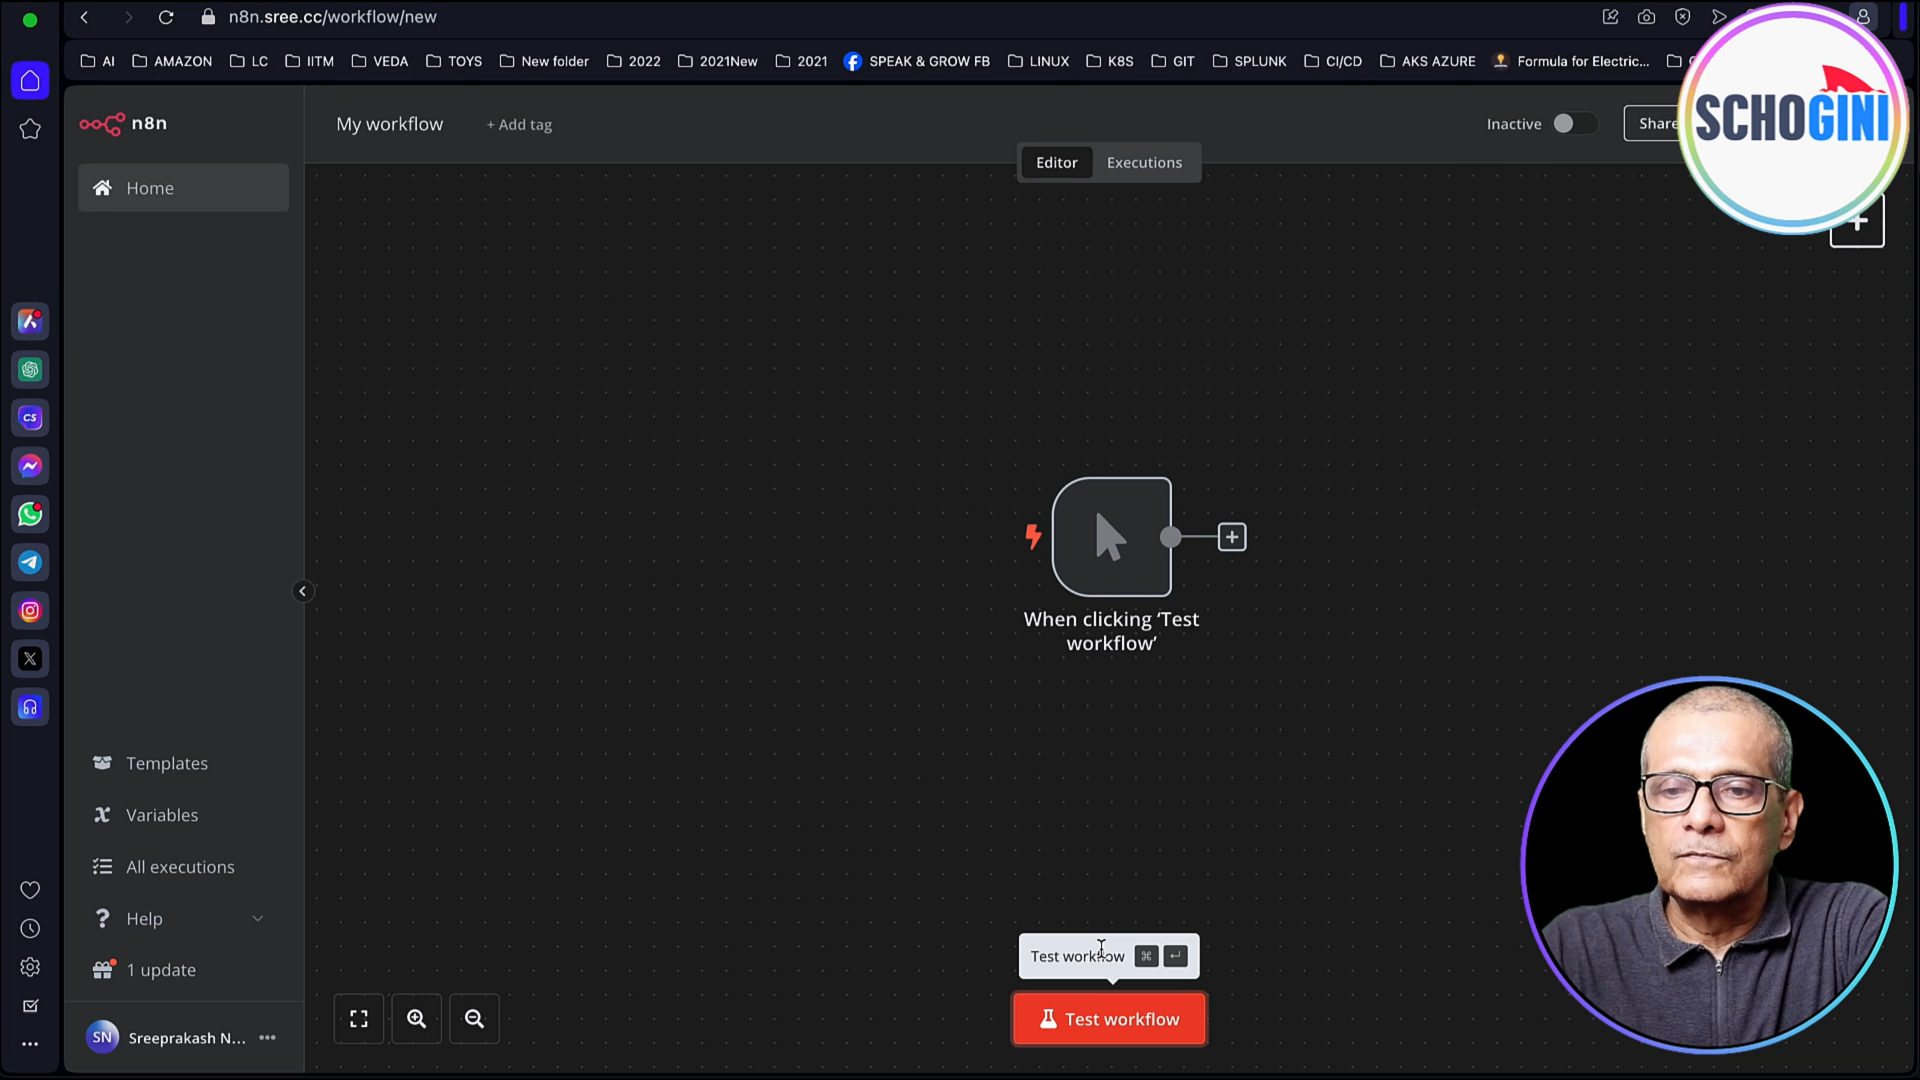 n8n.sree.cc/workflow/new
AI AMAZON LC IITM VEDA TOYS New folder 2022 2021New 2021 SPEAK & GROW FB LINUX K8S GIT SPLUNK CI/CD AKS AZURE Formula for Electric...
SCHOGINI
n8n
My workflow
+ Add tag
Inactive
Share
Editor Executions
Home
CS
When clicking ‘Test
workflow’
Templates
Variables
All executions
Help
1 update
Test workflow ⌘ ↵
SN Sreeprakash N...
Test workflow